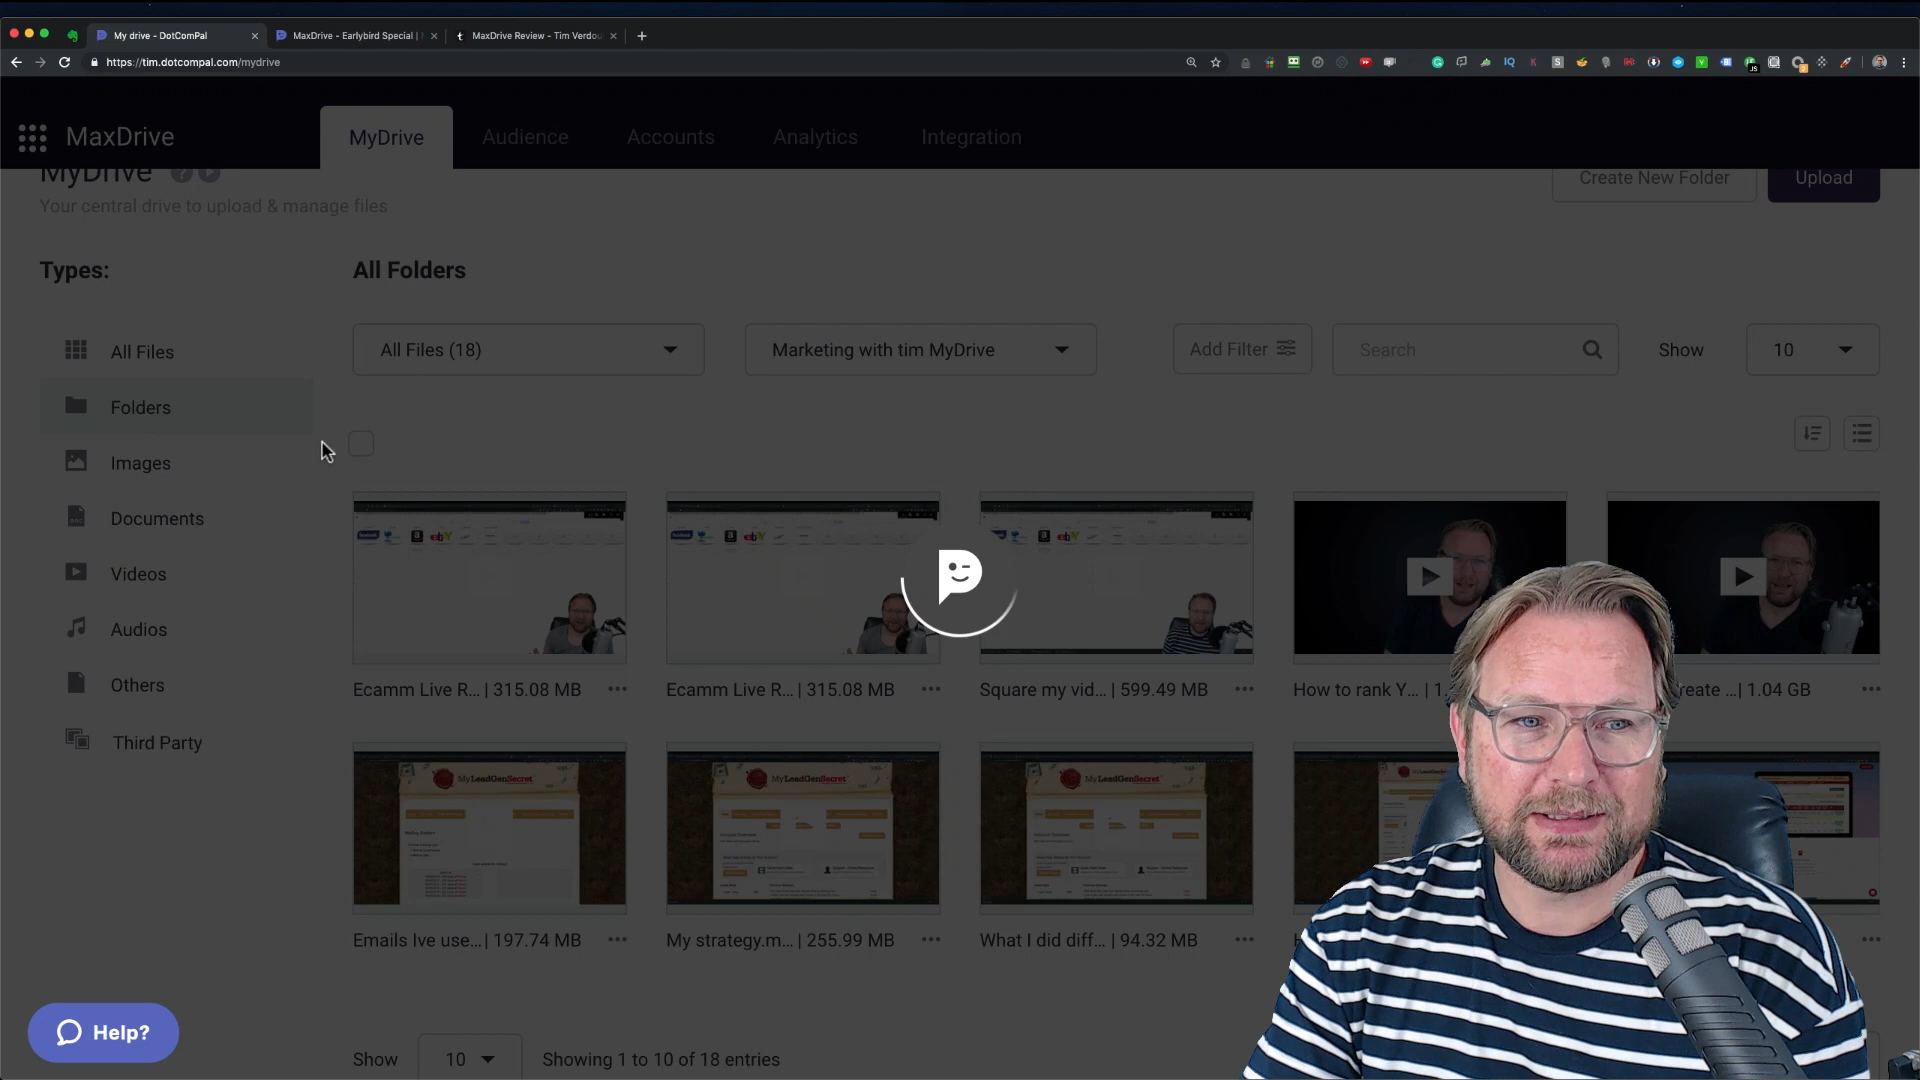 My drive - DotComPal
MaxDrive - Earlybird Special |
MaxDrive Review - Tim Verdou
https://tim.dotcompal.com/mydrive
MaxDrive
MyDrive
Audience
Accounts
Analytics
Integration
MyDrive
Create New Folder
Upload
Your central drive to upload & manage files
Types:
All Folders
All Files
Folders
Images
Documents
Videos
Audios
Others
Third Party
All Files (18)
Marketing with tim MyDrive
Add Filter
Search
Show
10
Ecamm Live R... | 315.08 MB
Ecamm Live R... | 315.08 MB
Square my vid... | 599.49 MB
How to rank Y... | 1.
reate ...| 1.04 GB
MyLeadGenSecret
MyLeadGenSecret
MyLeadGenSecret
Emails Ive use...| 197.74 MB
My strategy.m... | 255.99 MB
What I did diff... | 94.32 MB
Help?
Show
10
Showing 1 to 10 of 18 entries